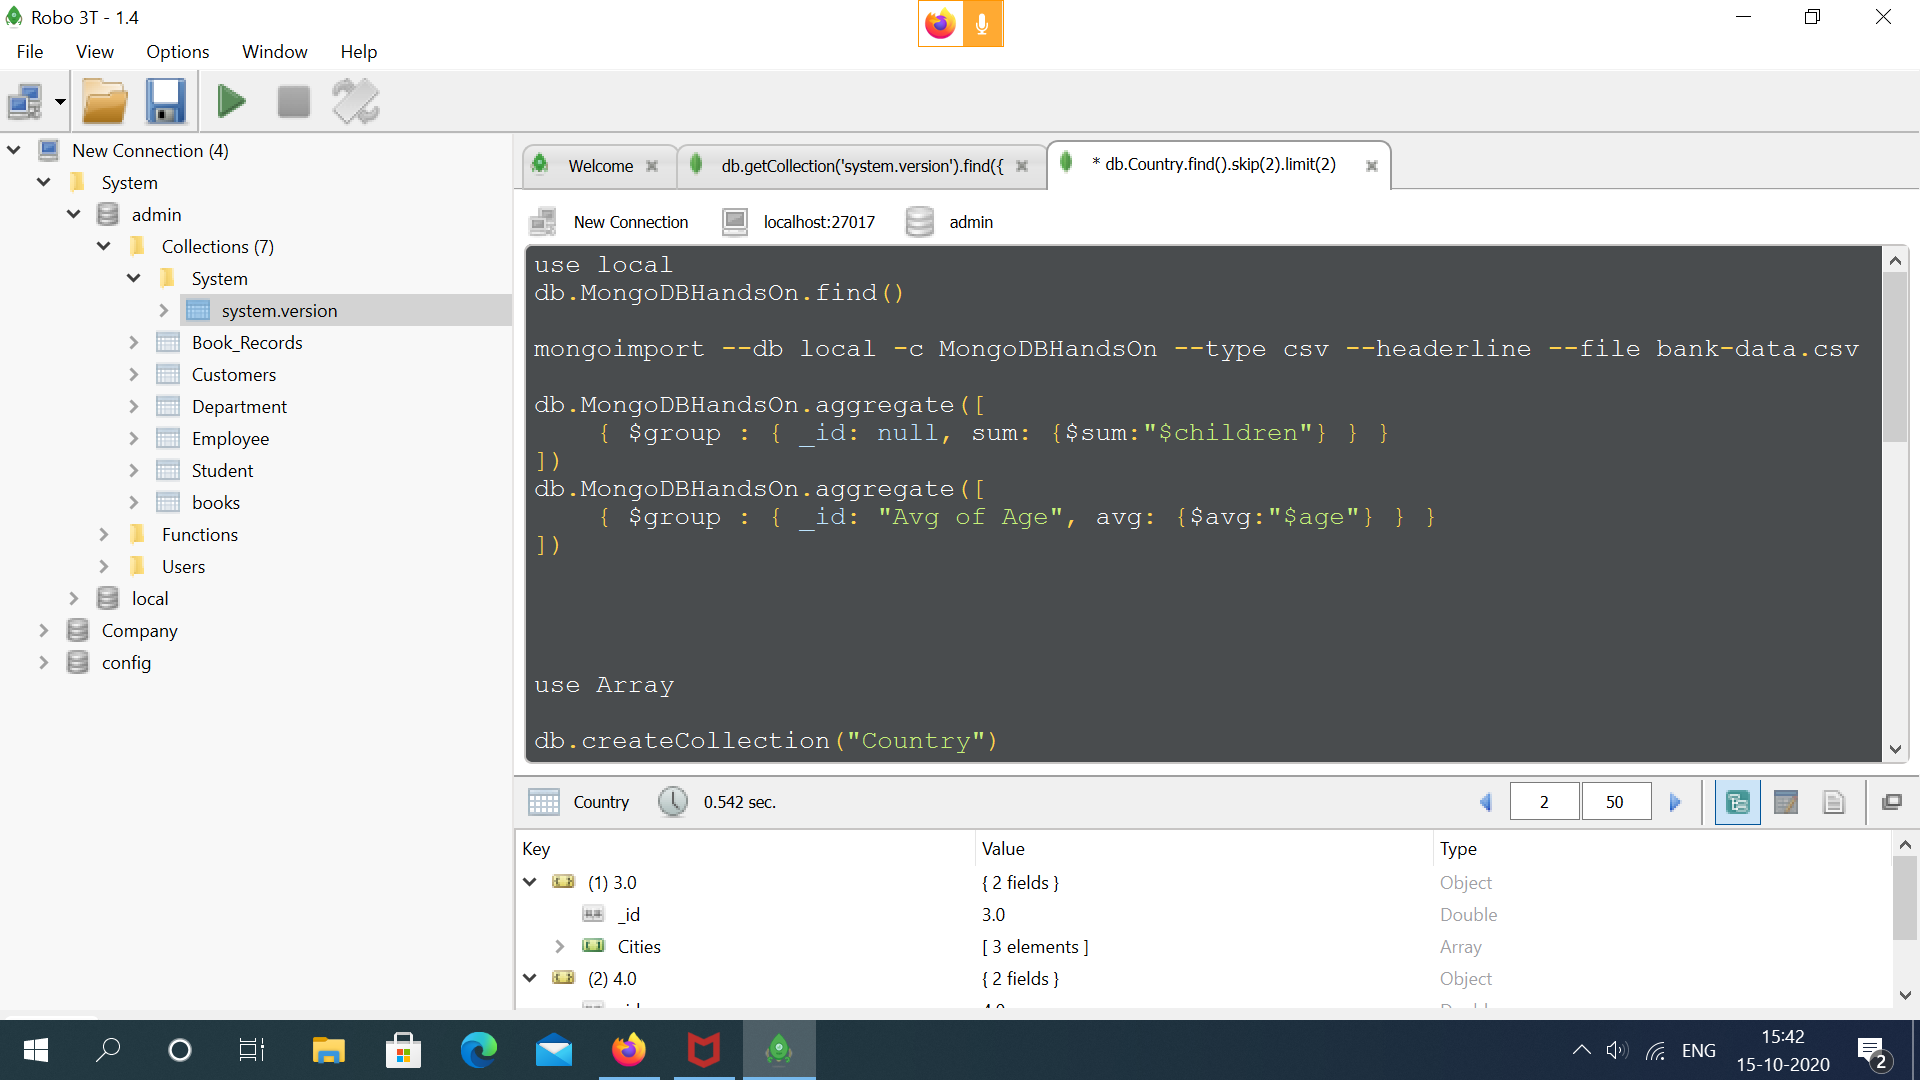 Robo 3T - 1.4
File View Options Window Help
New Connection (4)
System
admin
Collections (7)
System
system.version
Book_Records
Customers
Department
Employee
Student
books
Functions
Users
local
Company
config
Welcome
db.getCollection('system.version').find({
* db.Country.find().skip(2).limit(2)
New Connection localhost:27017 admin
use local
db.MongoDBHandsOn.find()
mongoimport --db local -c MongoDBHandsOn --type csv --headerline --file bank-data.csv
db.MongoDBHandsOn.aggregate([
{ $group : { _id: null, sum: {$sum:"$children"} } }
])
db.MongoDBHandsOn.aggregate([
{ $group : { _id: "Avg of Age", avg: {$avg:"$age"} } }
])
use Array
db.createCollection("Country")
Country 0.542 sec. 2 50
Key Value Type
(1) 3.0 { 2 fields } Object
_id 3.0 Double
Cities [ 3 elements ] Array
(2) 4.0 { 2 fields } Object
ENG
15:42
15-10-2020
2